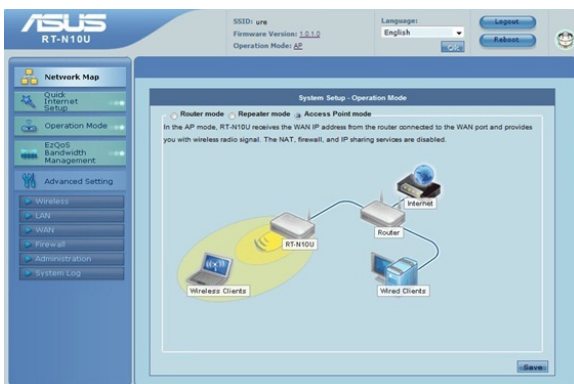 ASUS
RT-N10U
SSID: ure
Firmware Version: 1.0.1.0
Operation Mode: AP
Language:
English
Ok
Logout
Reboot
Network Map
Quick
Internet
Setup
Operation Mode
EzQoS
Bandwidth
Management
Advanced Setting
Wireless
LAN
WAN
Firewall
Administration
System Log
System Setup - Operation Mode
Router mode Repeater mode Access Point mode
In the AP mode, RT-N10U receives the WAN IP address from the router connected to the WAN port and provides
you with wireless radio signal. The NAT, firewall, and IP sharing services are disabled.
Internet
Router
RT-N10U
Wireless Clients
Wired Clients
Save